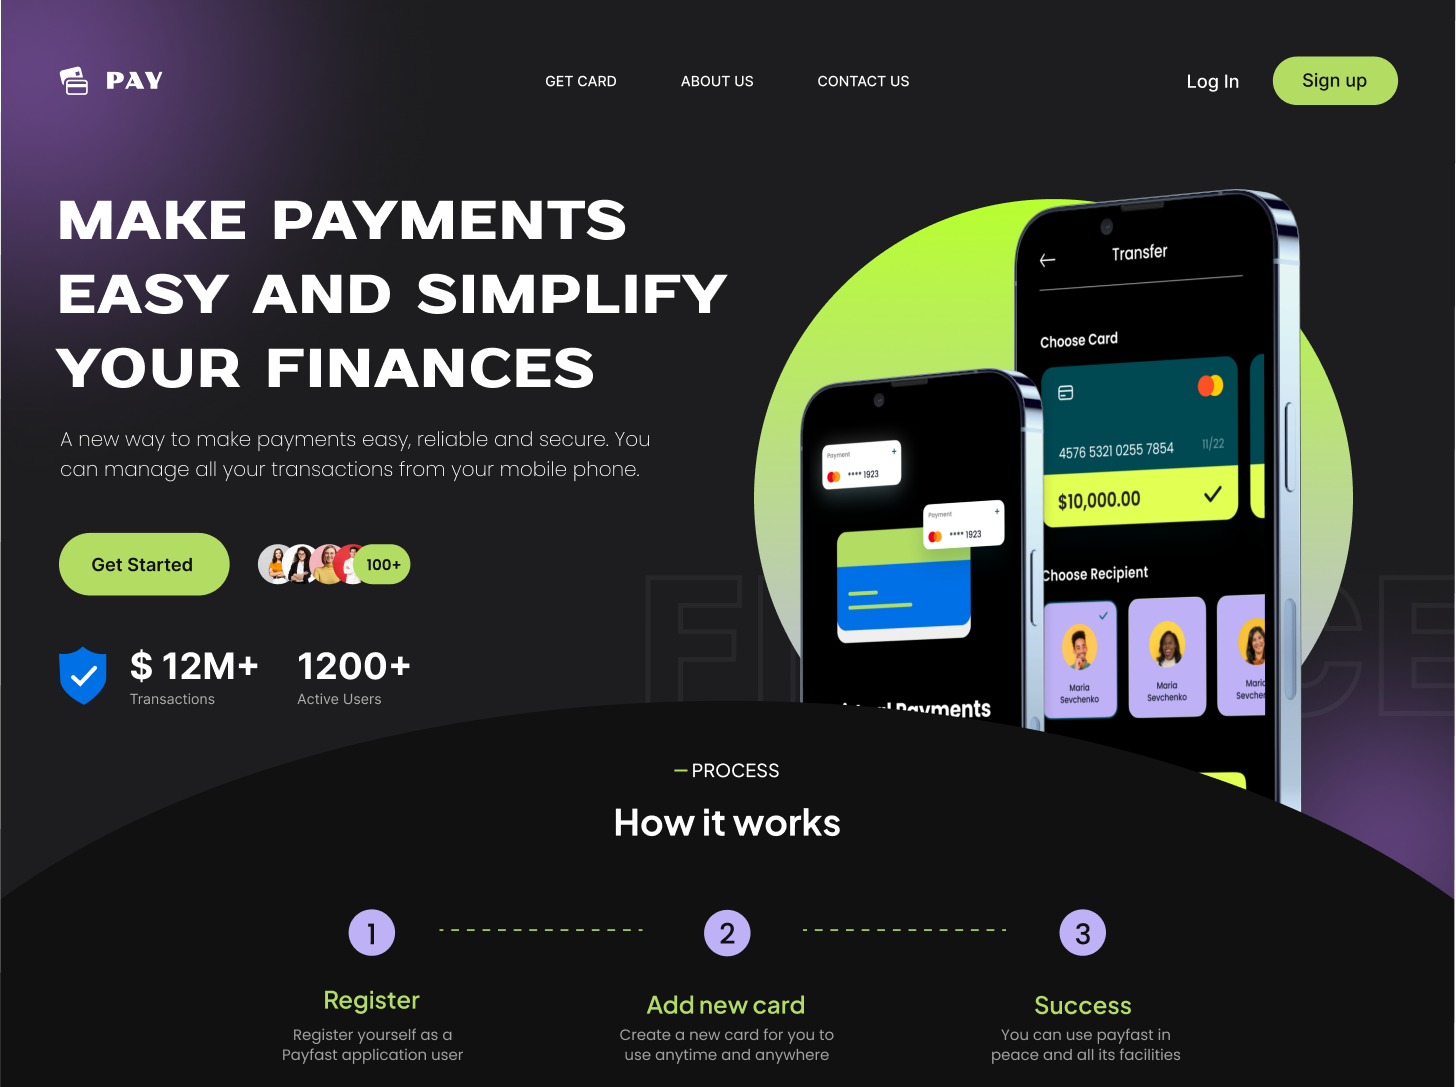 PAY
GET CARD
ABOUT US
CONTACT US
Log In
Sign up
MAKE PAYMENTS
EASY AND SIMPLIFY
YOUR FINANCES
A new way to make payments easy, reliable and secure. You
can manage all your transactions from your mobile phone.
Get Started
100+
$ 12M+
Transactions
1200+
Active Users
Payment +
**** 1923
Payment +
**** 1923
Payments
Transfer
Choose Card
4576 5321 0255 7854
11/22
$10,000.00
Choose Recipient
Maria
Sevchenko
Maria
Sevchenko
PROCESS
How it works
1
2
3
Register
Register yourself as a
Payfast application user
Add new card
Create a new card for you to
use anytime and anywhere
Success
You can use payfast in
peace and all its facilities